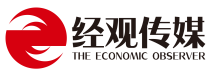 经观传媒
THE ECONOMIC OBSERVER